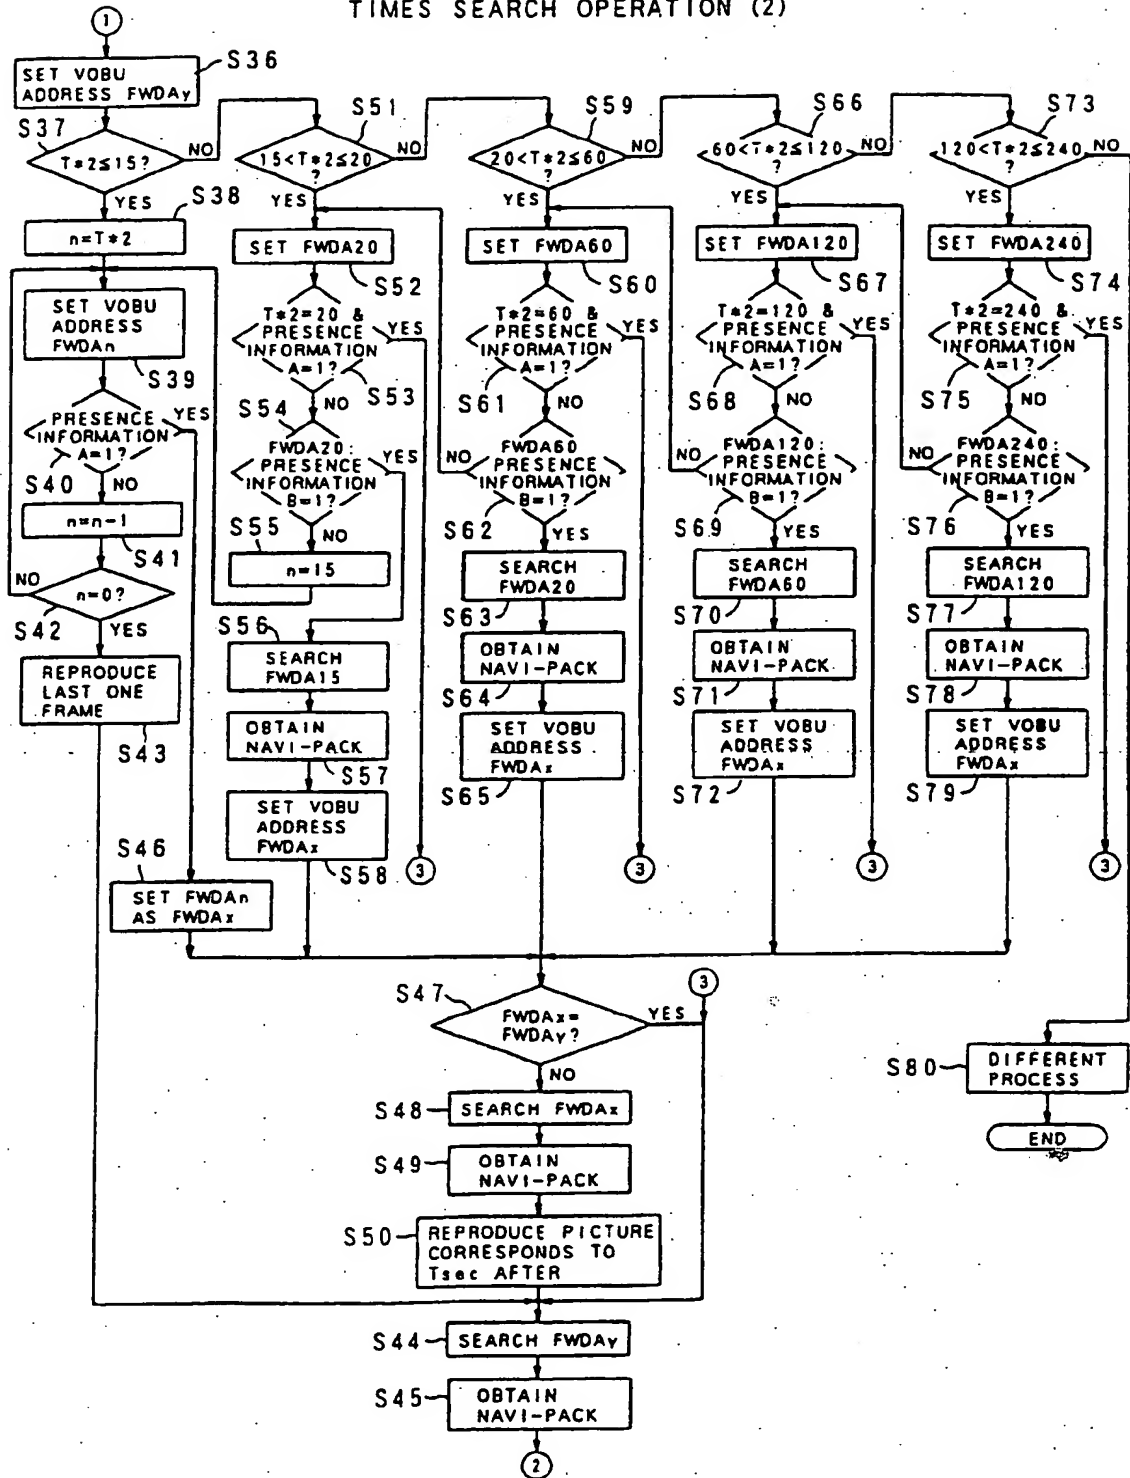 TIMES SEARCH OPERATION (2)
1
S36
SET VOBU
ADDRESS FWDAy
S37
T*2≤15?
NO
YES
S38
n=T*2
SET VOBU
ADDRESS
FWDAn
S39
PRESENCE
INFORMATION
A=1?
YES
S40
NO
n=n-1
S41
n=0?
NO
S42
YES
REPRODUCE
LAST ONE
FRAME
S43
S46
SET FWDAn
AS FWDAx
S51
15<T*2≤20
?
NO
YES
SET FWDA20
S52
T*2=20 &
PRESENCE
INFORMATION
A=1?
YES
S53
NO
S54
FWDA20:
PRESENCE
INFORMATION
B=1?
YES
S55
NO
n=15
S56
SEARCH
FWDA15
OBTAIN
NAVI-PACK
S57
SET VOBU
ADDRESS
FWDAx
S58
3
S59
20<T*2≤60
?
NO
YES
SET FWDA60
S60
T*2=60 &
PRESENCE
INFORMATION
A=1?
YES
S61
NO
FWDA60
PRESENCE
INFORMATION
B=1?
NO
S62
YES
SEARCH
FWDA20
S63
OBTAIN
NAVI-PACK
S64
SET VOBU
ADDRESS
FWDAx
S65
3
S66
60<T*2≤120
?
NO
YES
SET FWDA120
S67
T*2=120 &
PRESENCE
INFORMATION
A=1?
YES
S68
NO
FWDA120:
PRESENCE
INFORMATION
B=1?
NO
S69
YES
SEARCH
FWDA60
S70
OBTAIN
NAVI-PACK
S71
SET VOBU
ADDRESS
FWDAx
S72
3
S73
120<T*2≤240
?
NO
YES
SET FWDA240
S74
T*2=240 &
PRESENCE
INFORMATION
A=1?
YES
S75
NO
FWDA240:
PRESENCE
INFORMATION
B=1?
NO
S76
YES
SEARCH
FWDA120
S77
OBTAIN
NAVI-PACK
S78
SET VOBU
ADDRESS
FWDAx
S79
3
S47
FWDAx=
FWDAy?
YES
3
NO
S48
SEARCH FWDAx
S49
OBTAIN
NAVI-PACK
S50
REPRODUCE PICTURE
CORRESPONDS TO
Tsec AFTER
S44
SEARCH FWDAy
S45
OBTAIN
NAVI-PACK
2
S80
DIFFERENT
PROCESS
END